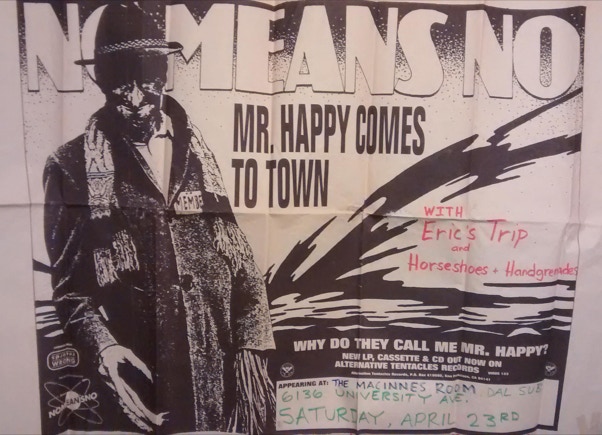 NOMEANSNO
MR. HAPPY COMES
TO TOWN
WITH
Eric's Trip
and
Horseshoes + Handgrenades
WHY DO THEY CALL ME MR. HAPPY?
NEW LP, CASSETTE & CD OUT NOW ON
ALTERNATIVE TENTACLES RECORDS
WRONG
NOMEANSNO
APPEARING AT: THE MACINNES ROOM DAL SUB
6136 UNIVERSITY AVE.
SATURDAY, APRIL 23RD